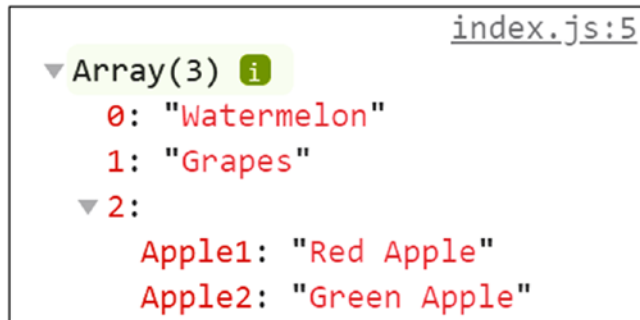 index.js:5
Array(3) i
0: "Watermelon"
1: "Grapes"
2:
Apple1: "Red Apple"
Apple2: "Green Apple"